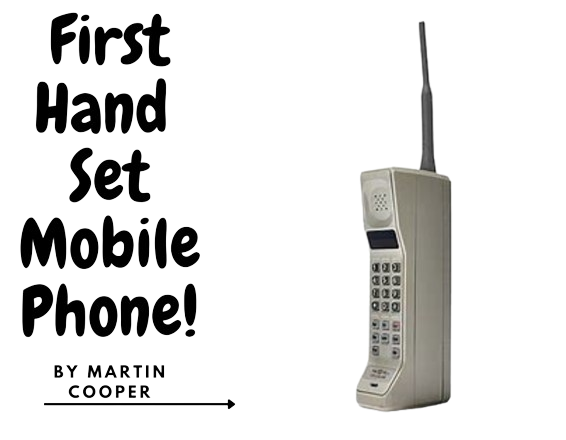 First
Hand
Set
Mobile
Phone!
BY MARTIN
COOPER